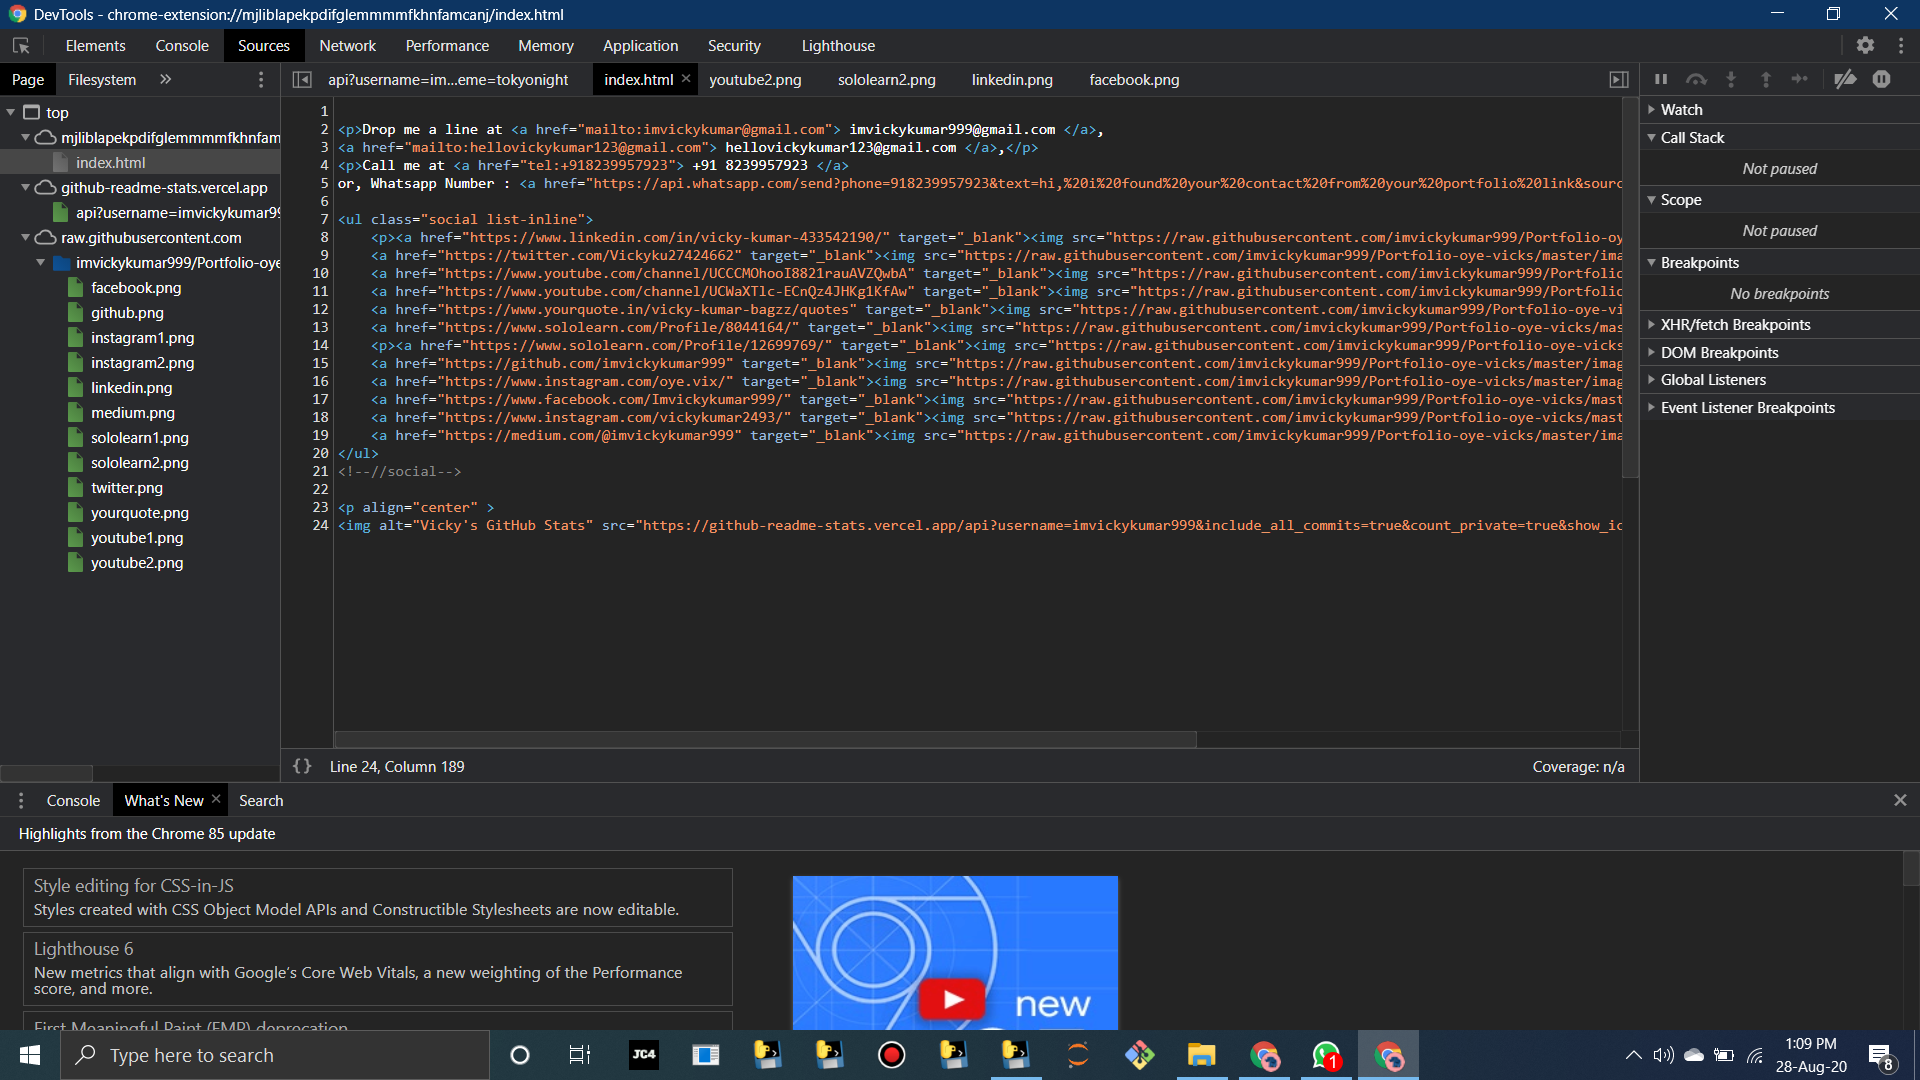 DevTools - chrome-extension://mjliblapekpdifglemmmmfkhnfamcanj/index.html
Elements Console Sources Network Performance Memory Application Security Lighthouse
Page Filesystem »
api?username=im...eme=tokyonight index.html × youtube2.png sololearn2.png linkedin.png facebook.png
top
mjliblapekpdifglemmmmfkhnfam
index.html
github-readme-stats.vercel.app
api?username=imvickykumar9
raw.githubusercontent.com
imvickykumar999/Portfolio-oye
facebook.png
github.png
instagram1.png
instagram2.png
linkedin.png
medium.png
sololearn1.png
sololearn2.png
twitter.png
yourquote.png
youtube1.png
youtube2.png
1
2 <p>Drop me a line at <a href="mailto:imvickykumar@gmail.com"> imvickykumar999@gmail.com </a>,
3 <a href="mailto:hellovickykumar123@gmail.com"> hellovickykumar123@gmail.com </a>,</p>
4 <p>Call me at <a href="tel:+918239957923"> +91 8239957923 </a>
5 or, Whatsapp Number : <a href="https://api.whatsapp.com/send?phone=918239957923&text=hi,%20i%20found%20your%20contact%20from%20your%20portfolio%20link&sourc
6
7 <ul class="social list-inline">
8 <p><a href="https://www.linkedin.com/in/vicky-kumar-433542190/" target="_blank"><img src="https://raw.githubusercontent.com/imvickykumar999/Portfolio-oy
9 <a href="https://twitter.com/Vickyku27424662" target="_blank"><img src="https://raw.githubusercontent.com/imvickykumar999/Portfolio-oye-vicks/master/ima
10 <a href="https://www.youtube.com/channel/UCCCMOhooI8821rauAVZQwbA" target="_blank"><img src="https://raw.githubusercontent.com/imvickykumar999/Portfolic
11 <a href="https://www.youtube.com/channel/UCWaXTlc-ECnQz4JHKg1KfAw" target="_blank"><img src="https://raw.githubusercontent.com/imvickykumar999/Portfolic
12 <a href="https://www.yourquote.in/vicky-kumar-bagzz/quotes" target="_blank"><img src="https://raw.githubusercontent.com/imvickykumar999/Portfolio-oye-vi
13 <a href="https://www.sololearn.com/Profile/8044164/" target="_blank"><img src="https://raw.githubusercontent.com/imvickykumar999/Portfolio-oye-vicks/mas
14 <p><a href="https://www.sololearn.com/Profile/12699769/" target="_blank"><img src="https://raw.githubusercontent.com/imvickykumar999/Portfolio-oye-vicks
15 <a href="https://github.com/imvickykumar999" target="_blank"><img src="https://raw.githubusercontent.com/imvickykumar999/Portfolio-oye-vicks/master/imag
16 <a href="https://www.instagram.com/oye.vix/" target="_blank"><img src="https://raw.githubusercontent.com/imvickykumar999/Portfolio-oye-vicks/master/imag
17 <a href="https://www.facebook.com/Imvickykumar999/" target="_blank"><img src="https://raw.githubusercontent.com/imvickykumar999/Portfolio-oye-vicks/mast
18 <a href="https://www.instagram.com/vickykumar2493/" target="_blank"><img src="https://raw.githubusercontent.com/imvickykumar999/Portfolio-oye-vicks/mast
19 <a href="https://medium.com/@imvickykumar999" target="_blank"><img src="https://raw.githubusercontent.com/imvickykumar999/Portfolio-oye-vicks/master/ima
20 </ul>
21 <!--//social-->
22
23 <p align="center" >
24 <img alt="Vicky's GitHub Stats" src="https://github-readme-stats.vercel.app/api?username=imvickykumar999&include_all_commits=true&count_private=true&show_ic
{} Line 24, Column 189 Coverage: n/a
Watch
Call Stack
Not paused
Scope
Not paused
Breakpoints
No breakpoints
XHR/fetch Breakpoints
DOM Breakpoints
Global Listeners
Event Listener Breakpoints
Console What's New × Search
Highlights from the Chrome 85 update
Style editing for CSS-in-JS
Styles created with CSS Object Model APIs and Constructible Stylesheets are now editable.
Lighthouse 6
New metrics that align with Google's Core Web Vitals, a new weighting of the Performance
score, and more.
First Meaningful Paint (FMP) deprecation
new
Type here to search
JC4
1
1:09 PM
28-Aug-20
8